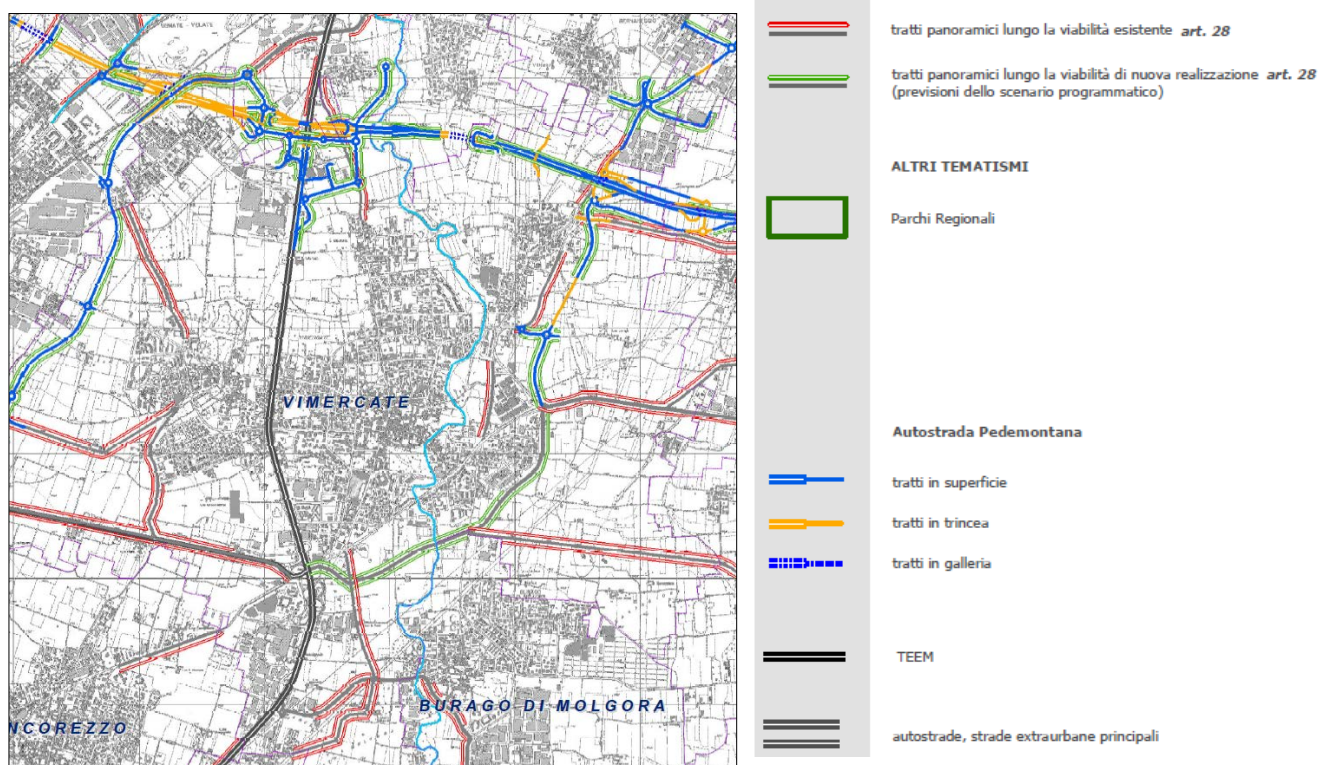 VIMERCATE
BURAGO DI MOLGORA
NCOREZZO
tratti panoramici lungo la viabilità esistente art. 28
tratti panoramici lungo la viabilità di nuova realizzazione art. 28
(previsioni dello scenario programmatico)
ALTRI TEMATISMI
Parchi Regionali
Autostrada Pedemontana
tratti in superficie
tratti in trincea
tratti in galleria
TEEM
autostrade, strade extraurbane principali